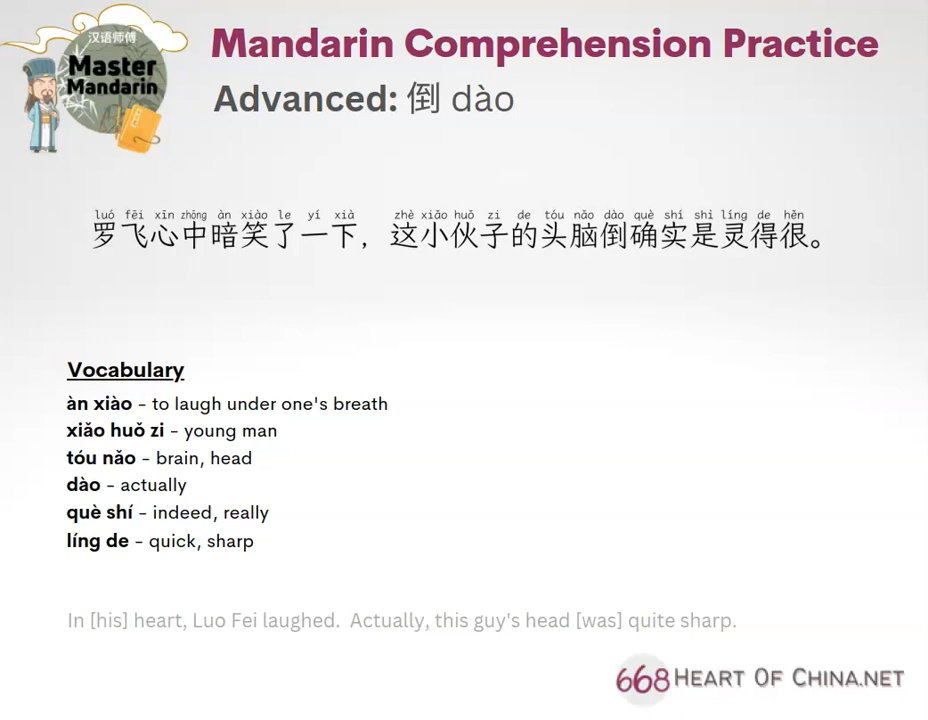 汉语师傅
Master
Mandarin
Mandarin Comprehension Practice
Advanced: 倒 dào
luó fēi xīn zhōng àn xiào le yí xià zhè xiǎo huǒ zi de tóu nǎo dào què shí shì líng de hěn
罗飞心中暗笑了一下，这小伙子的头脑倒确实是灵得很。
Vocabulary
àn xiào - to laugh under one's breath
xiǎo huǒ zi - young man
tóu nǎo - brain, head
dào - actually
què shí - indeed, really
líng de - quick, sharp
In [his] heart, Luo Fei laughed. Actually, this guy's head [was] quite sharp.
668 HEART OF CHINA.NET